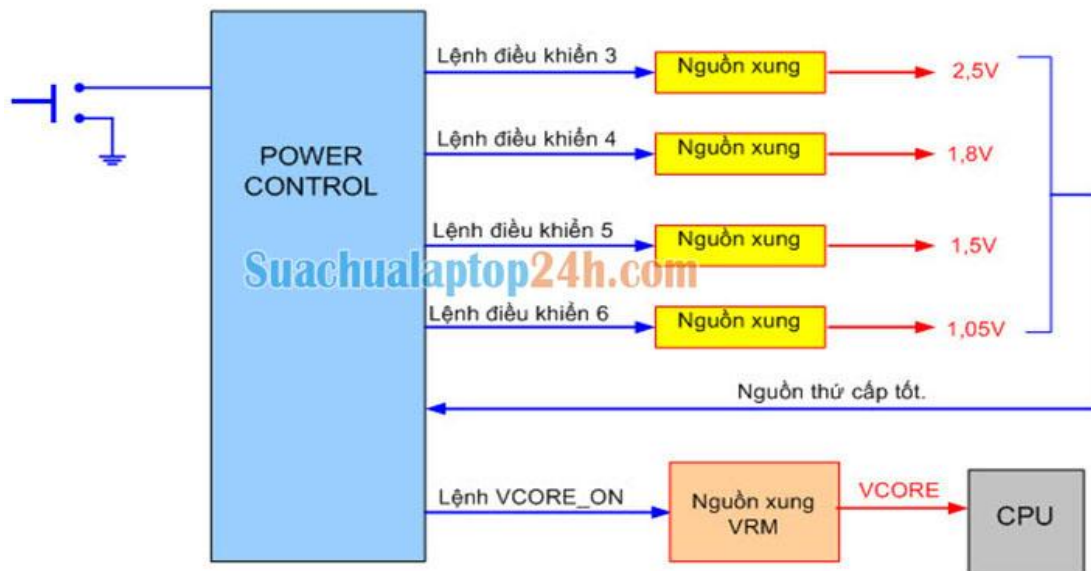 Lệnh điều khiển 3
Nguồn xung
2,5V
Lệnh điều khiển 4
Nguồn xung
1,8V
POWER
CONTROL
Lệnh điều khiển 5
Nguồn xung
1,5V
Suachualaptop24h.com
Lệnh điều khiển 6
Nguồn xung
1,05V
Nguồn thứ cấp tốt.
Lệnh VCORE_ON
Nguồn xung
VRM
VCORE
CPU